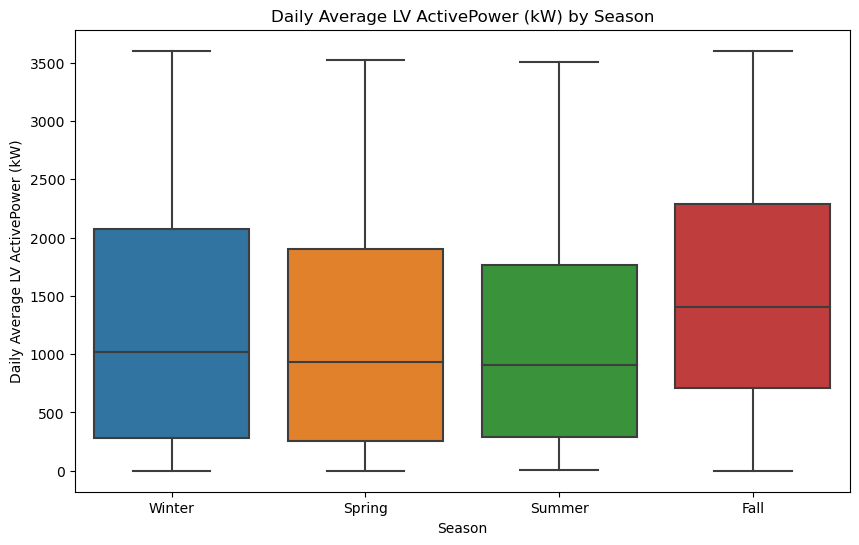 Daily Average LV ActivePower (kW) by Season
Daily Average LV ActivePower (kW)
3500
3000
2500
2000
1500
1000
500
0
Winter Spring Summer Fall
Season